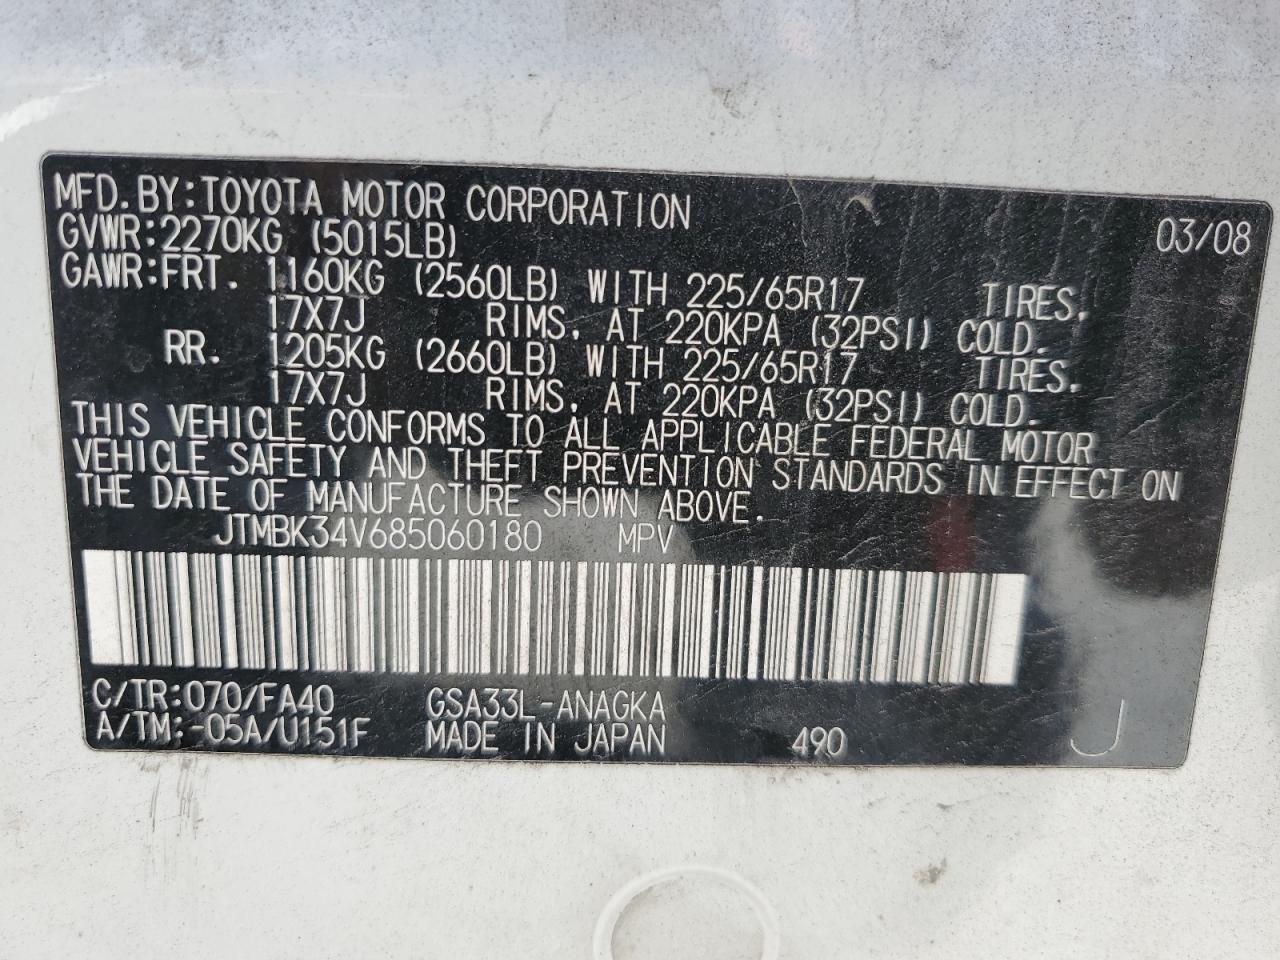 MFD. BY: TOYOTA MOTOR CORPORATION 03/08
GVWR: 2270KG (5015LB)
GAWR: FRT. 1160KG (2560LB) WITH 225/65R17 TIRES,
17X7J RIMS, AT 220KPA (32PSI) COLD.
RR. 1205KG (2660LB) WITH 225/65R17 TIRES,
17X7J RIMS, AT 220KPA (32PSI) COLD.
THIS VEHICLE CONFORMS TO ALL APPLICABLE FEDERAL MOTOR
VEHICLE SAFETY AND THEFT PREVENTION STANDARDS IN EFFECT ON
THE DATE OF MANUFACTURE SHOWN ABOVE.
JTMBK34V685060180 MPV
C/TR: 070/FA40 GSA33L-ANAGKA
A/TM: -05A/U151F MADE IN JAPAN 490 J